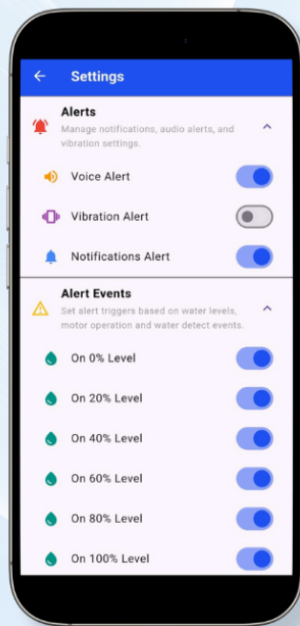 Settings
Alerts
Manage notifications, audio alerts, and
vibration settings.
Voice Alert
Vibration Alert
Notifications Alert
Alert Events
Set alert triggers based on water levels,
motor operation and water detect events.
On 0% Level
On 20% Level
On 40% Level
On 60% Level
On 80% Level
On 100% Level